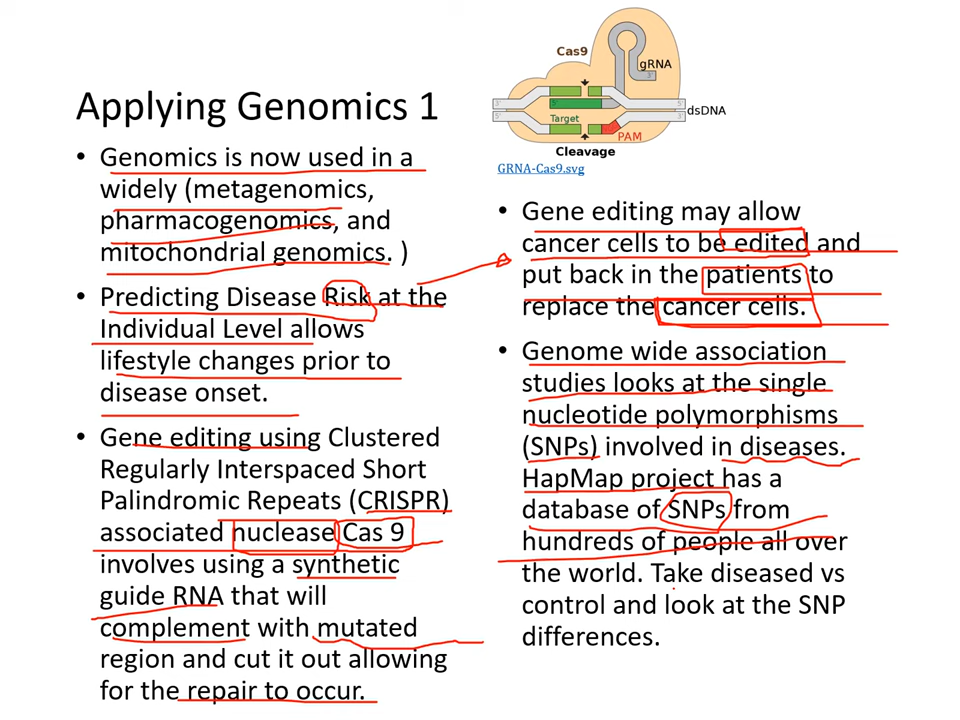 Applying Genomics 1
• Genomics is now used in a
widely (metagenomics,
pharmacogenomics, and
mitochondrial genomics. )
• Predicting Disease Risk at the
Individual Level allows
lifestyle changes prior to
disease onset.
• Gene editing using Clustered
Regularly Interspaced Short
Palindromic Repeats (CRISPR)
associated nuclease Cas 9
involves using a synthetic
guide RNA that will
complement with mutated
region and cut it out allowing
for the repair to occur.
Cas9
gRNA
3'
5'
3'
5'
5'
3'
dsDNA
Target
PAM
Cleavage
GRNA-Cas9.svg
• Gene editing may allow
cancer cells to be edited and
put back in the patients to
replace the cancer cells.
• Genome wide association
studies looks at the single
nucleotide polymorphisms
(SNPs) involved in diseases.
HapMap project has a
database of SNPs from
hundreds of people all over
the world. Take diseased vs
control and look at the SNP
differences.